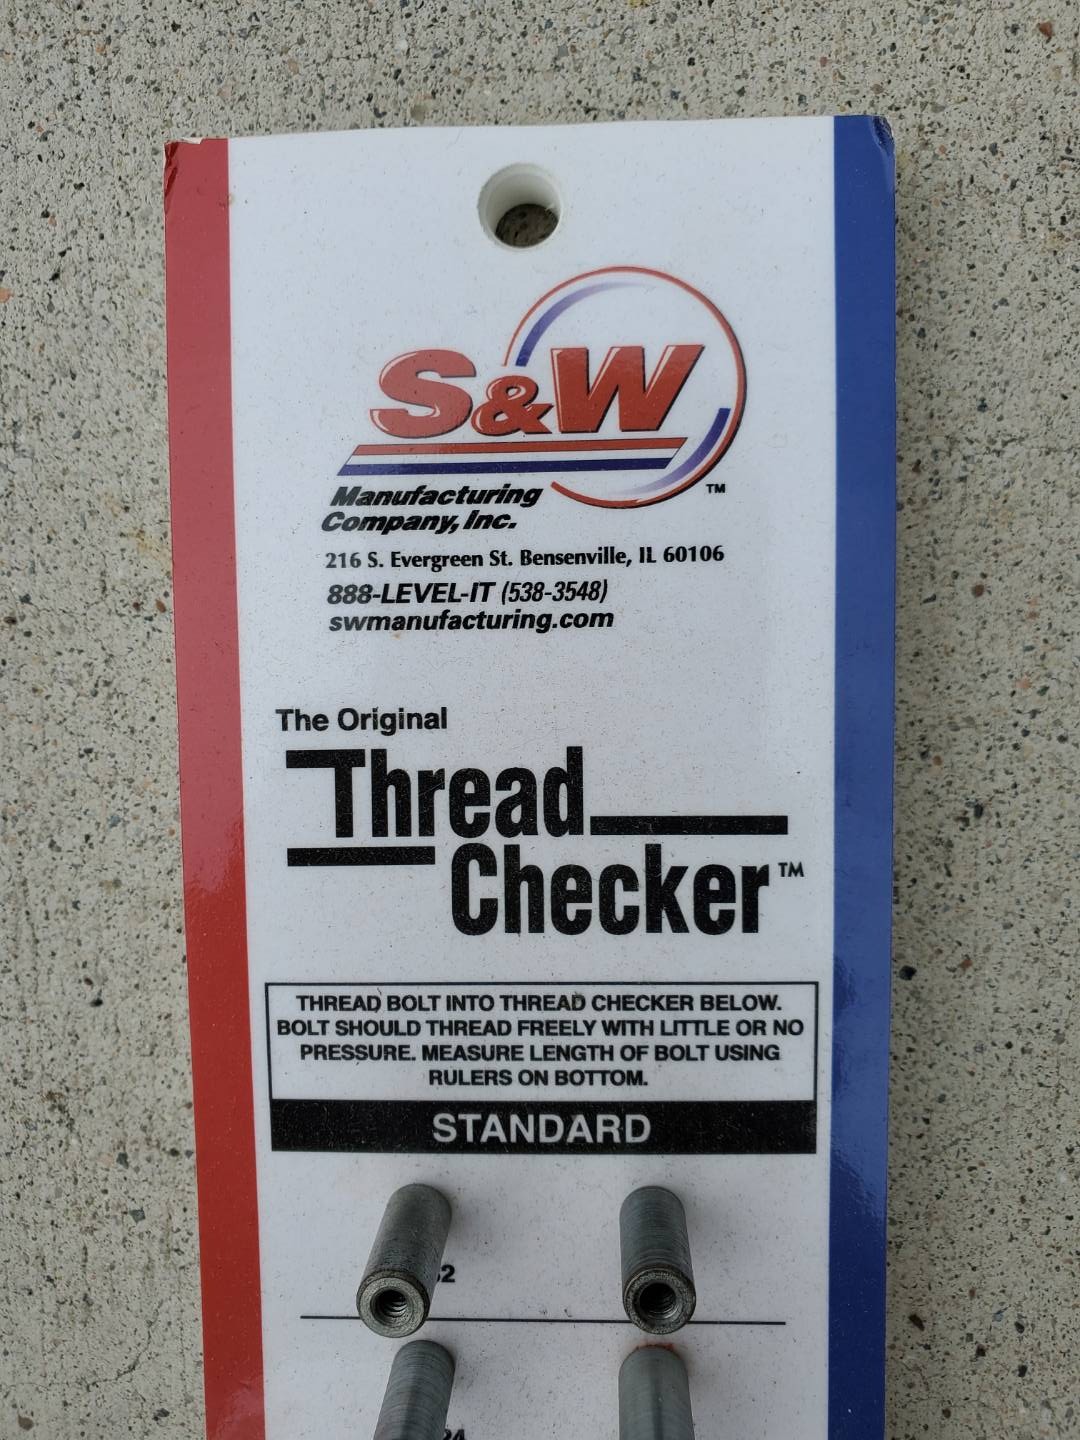 S&W
TM
Manufacturing
Company, Inc.
216 S. Evergreen St. Bensenville, IL 60106
888-LEVEL-IT (538-3548)
swmanufacturing.com
The Original
Thread
Checker™
THREAD BOLT INTO THREAD CHECKER BELOW.
BOLT SHOULD THREAD FREELY WITH LITTLE OR NO
PRESSURE. MEASURE LENGTH OF BOLT USING
RULERS ON BOTTOM.
STANDARD